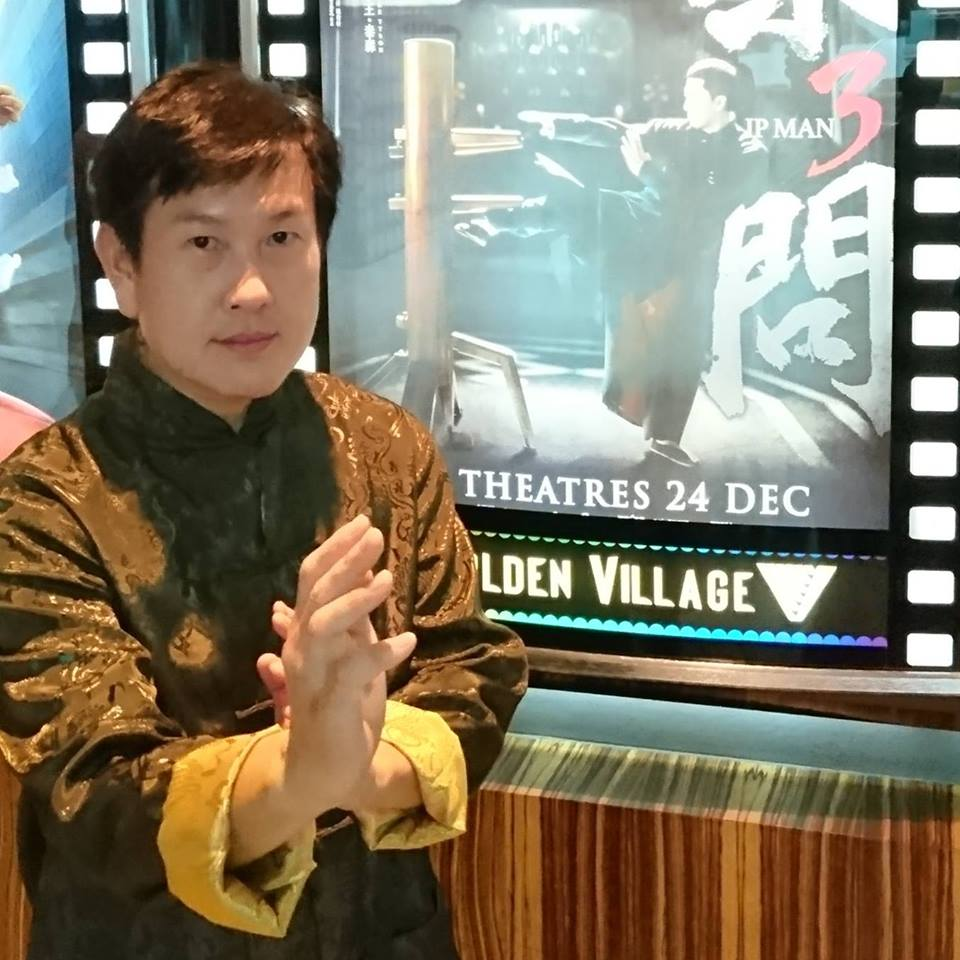 IP MAN
3
問
THEATRES 24 DEC
LDEN VILLAGE